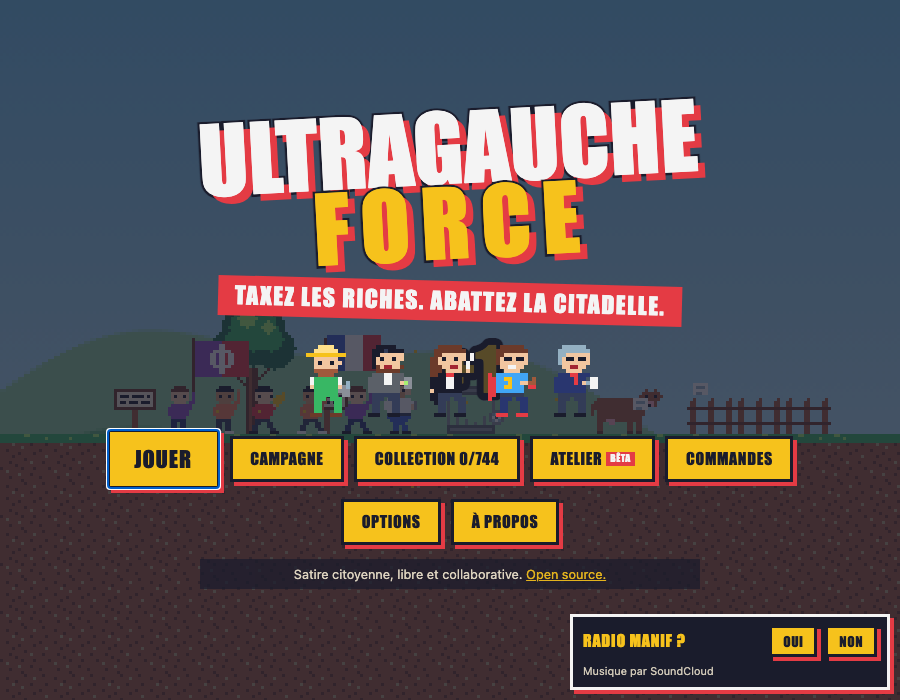 ULTRAGAUCHE
FORCE
TAXEZ LES RICHES. ABATTEZ LA CITADELLE.
JOUER
CAMPAGNE
COLLECTION 0/744
ATELIER BÊTA
COMMANDES
OPTIONS
À PROPOS
Satire citoyenne, libre et collaborative. Open source.
RADIO MANIF ?
OUI
NON
Musique par SoundCloud